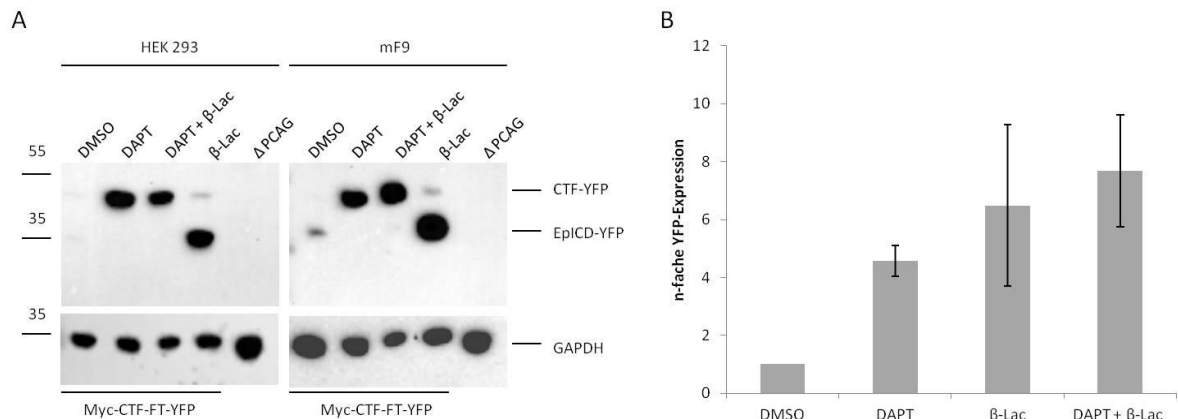 A
HEK 293
mF9
DMSO
DAPT
DAPT + β-Lac
β-Lac
Δ PCAG
DMSO
DAPT
DAPT + β-Lac
β-Lac
Δ PCAG
55
35
35
CTF-YFP
EpICD-YFP
GAPDH
Myc-CTF-FT-YFP
Myc-CTF-FT-YFP
B
n-fache YFP-Expression
12
10
8
6
4
2
0
DMSO
DAPT
β-Lac
DAPT + β-Lac